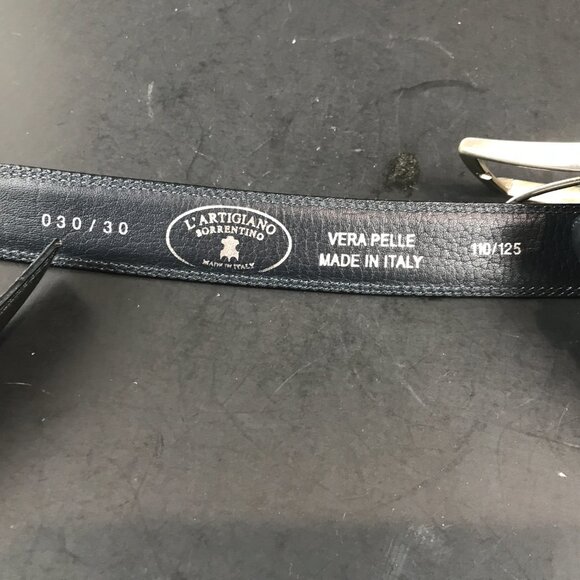 030/30
L'ARTIGIANO
SORRENTINO
MADE IN ITALY
VERA PELLE
MADE IN ITALY
110/125